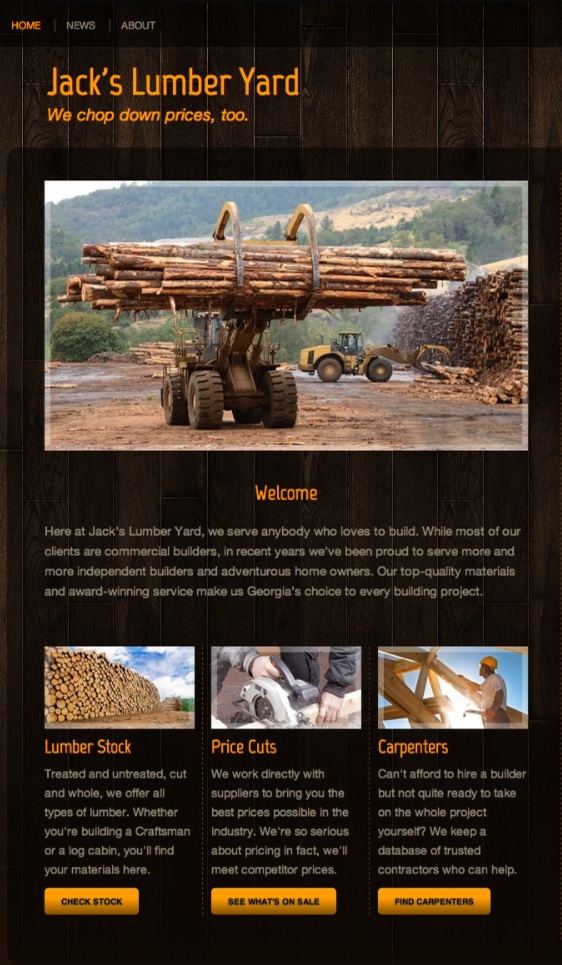 HOME NEWS ABOUT
Jack's Lumber Yard
We chop down prices, too.
Welcome
Here at Jack's Lumber Yard, we serve anybody who loves to build. While most of our
clients are commercial builders, in recent years we've been proud to serve more and
more independent builders and adventurous home owners. Our top-quality materials
and award-winning service make us Georgia's choice to every building project.
Lumber Stock
Treated and untreated, cut
and whole, we offer all
types of lumber. Whether
you're building a Craftsman
or a log cabin, you'll find
your materials here.
CHECK STOCK
Price Cuts
We work directly with
suppliers to bring you the
best prices possible in the
industry. We're so serious
about pricing in fact, we'll
meet competitor prices.
SEE WHAT'S ON SALE
Carpenters
Can't afford to hire a builder
but not quite ready to take
on the whole project
yourself? We keep a
database of trusted
contractors who can help.
FIND CARPENTERS